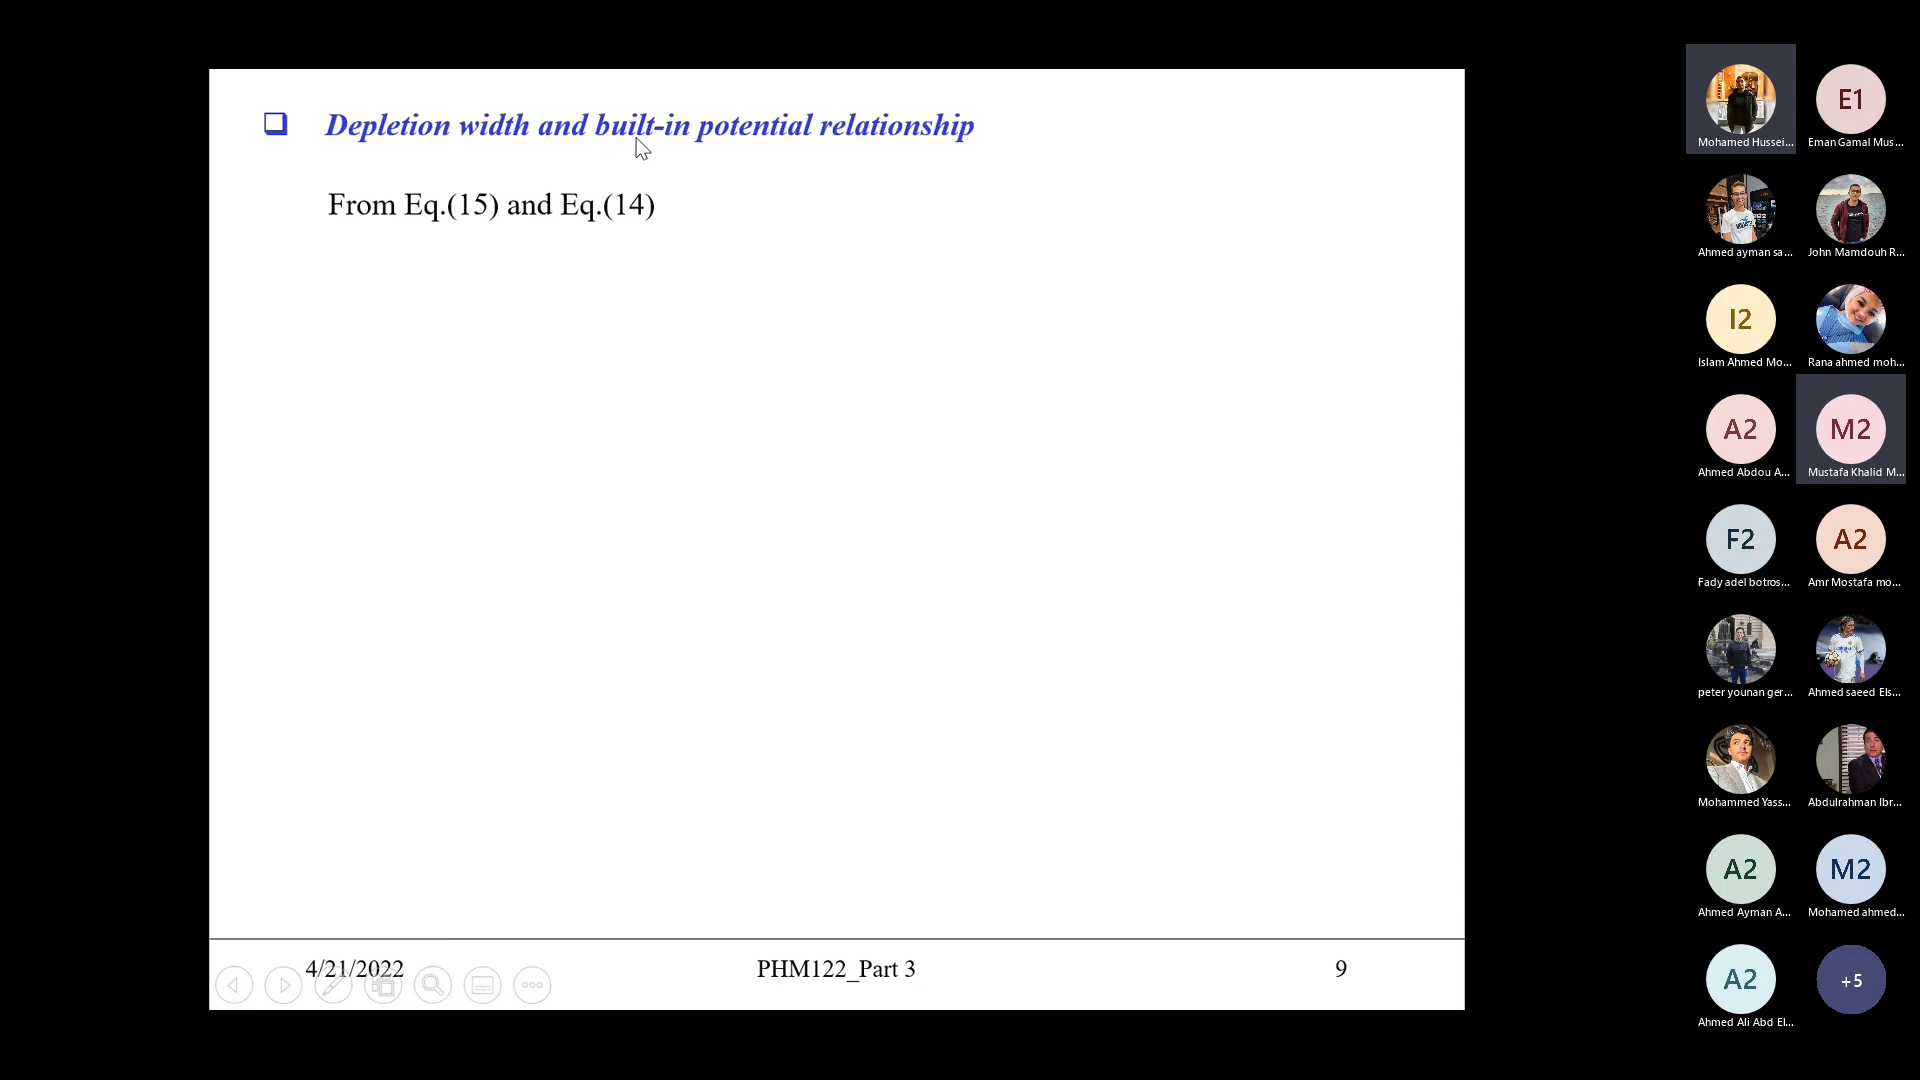 Depletion width and built-in potential relationship
From Eq.(15) and Eq.(14)
4/21/2022
PHM122_Part 3
9
Mohamed Hussei...
E1
Eman Gamal Mus...
Ahmed ayman sa...
John Mamdouh R...
I2
Islam Ahmed Mo...
Rana ahmed moh...
A2
Ahmed Abdou A...
M2
Mustafa Khalid M...
F2
Fady adel botros...
A2
Amr Mostafa mo...
peter younan ger...
Ahmed saeed Els...
Mohammed Yass...
Abdulrahman Ibr...
A2
Ahmed Ayman A...
M2
Mohamed ahmed...
A2
Ahmed Ali Abd El...
+5